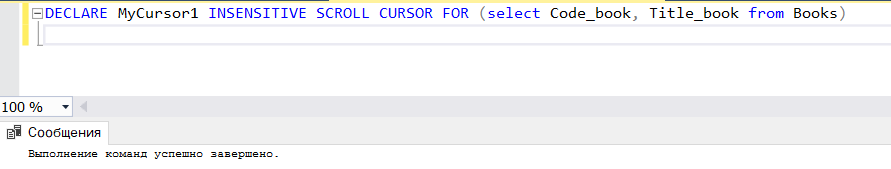 DECLARE MyCursor1 INSENSITIVE SCROLL CURSOR FOR (select Code_book, Title_book from Books)
100 %
Сообщения
Выполнение команд успешно завершено.